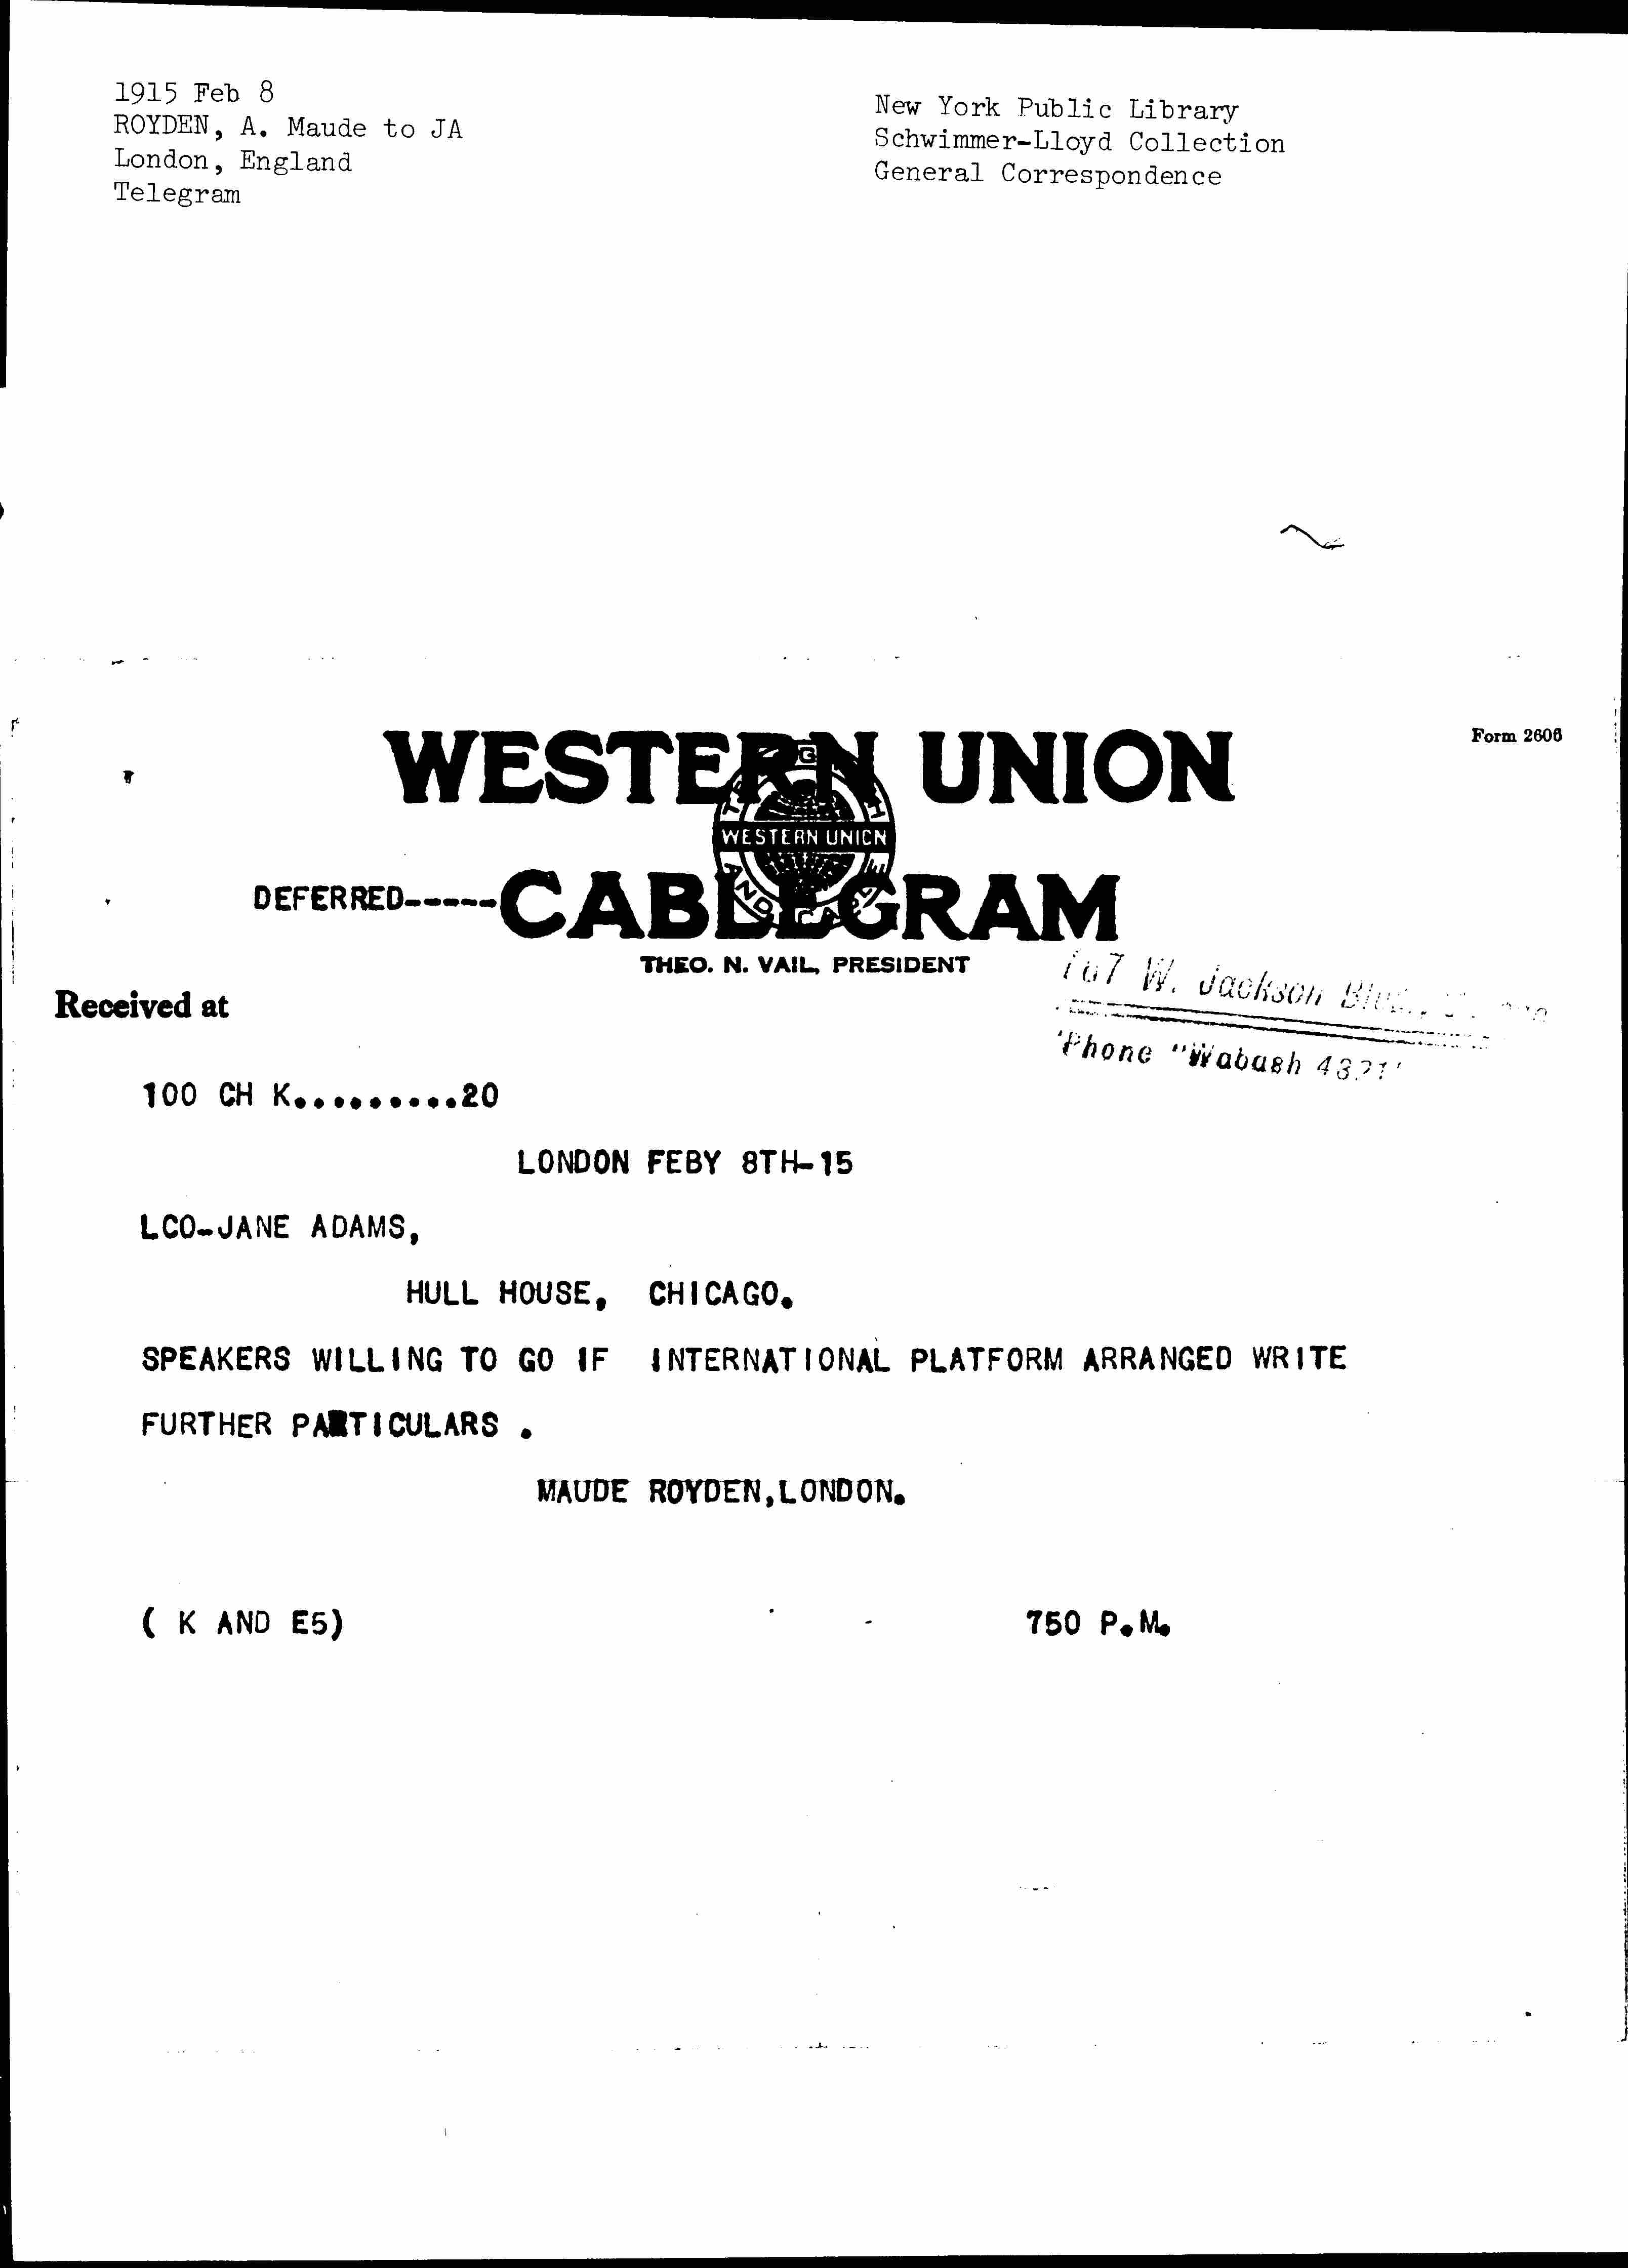 1915 Feb 8
ROYDEN, A. Maude to JA
London, England
Telegram
New York Public Library
Schwimmer-Lloyd Collection
General Correspondence
Form 2606
WESTERN UNION
WESTERN UNION
DEFERRED-----CABLEGRAM
THEO. N. VAIL, PRESIDENT
Received at
W. Jackson
'Phone "Wabash 4321"
100 CH K.........20
LONDON FEBY 8TH-15
LCO-JANE ADAMS,
HULL HOUSE, CHICAGO.
SPEAKERS WILLING TO GO IF INTERNATIONAL PLATFORM ARRANGED WRITE
FURTHER PARTICULARS .
MAUDE ROYDEN,LONDON.
( K AND E5) 750 P.M.